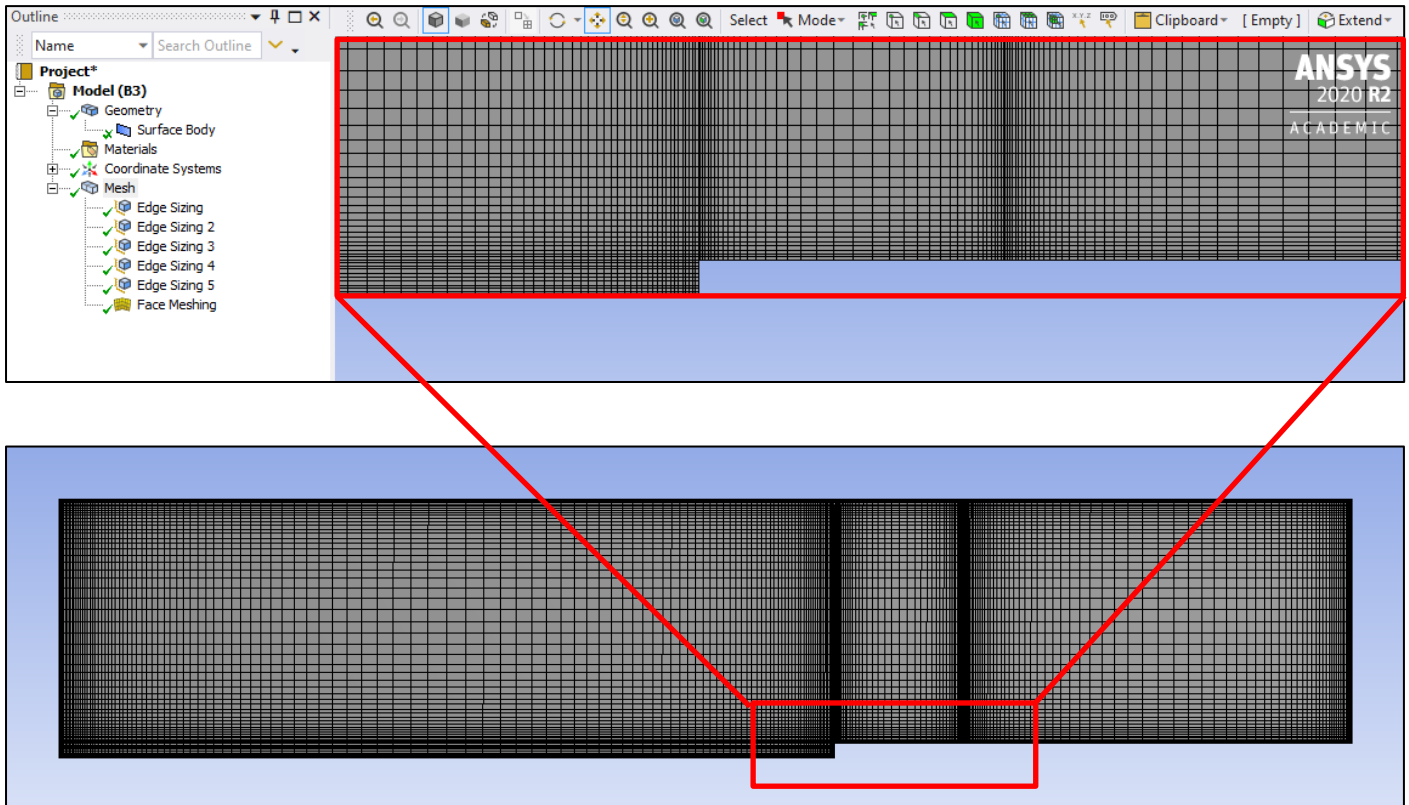 Outline
Select Mode Clipboard [ Empty ] Extend
Name Search Outline
Project*
Model (B3)
Geometry
Surface Body
Materials
Coordinate Systems
Mesh
Edge Sizing
Edge Sizing 2
Edge Sizing 3
Edge Sizing 4
Edge Sizing 5
Face Meshing
ANSYS
2020 R2
ACADEMIC